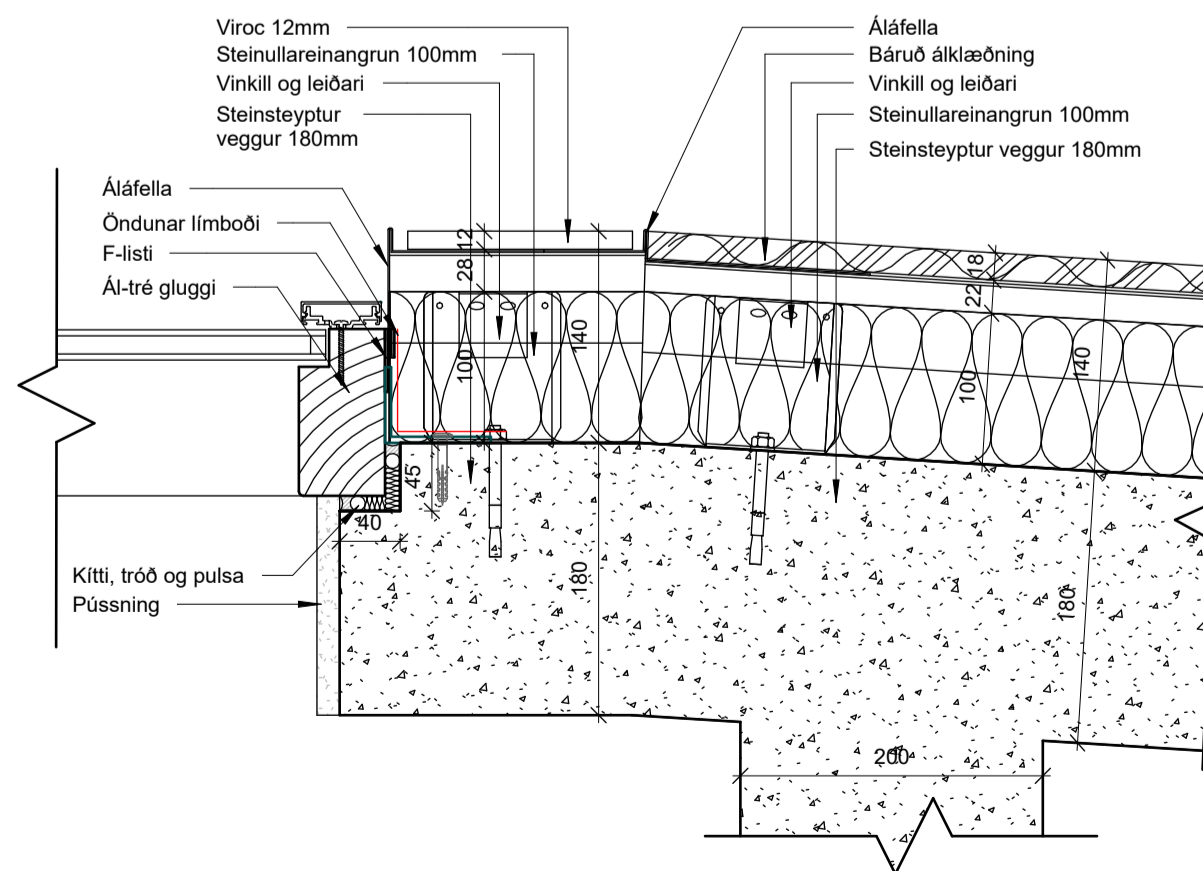 Viroc 12mm
Steinullareinangrun 100mm
Vinkill og leiðari
Steinsteyptur
veggur 180mm
Áláfella
Báruð álklæðning
Vinkill og leiðari
Steinullareinangrun 100mm
Steinsteyptur veggur 180mm
Áláfella
Öndunar límboði
F-listi
Ál-tré gluggi
12
28
100
140
18
22
100
140
45
40
180
180
200
Kítti, tróð og pulsa
Pússning